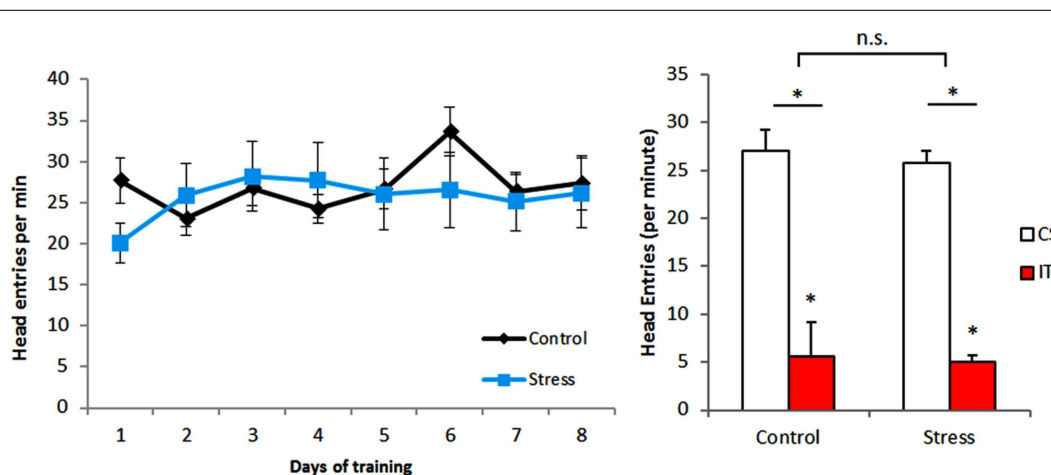 Head entries per min
40
35
30
25
20
15
10
5
0
1 2 3 4 5 6 7 8
Days of training
Control
Stress
n.s.
Head Entries (per minute)
35
30
25
20
15
10
5
0
* *
* *
Control Stress